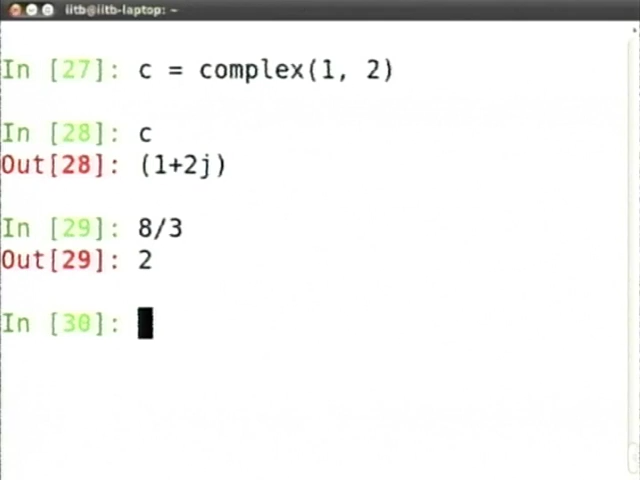 iitb@iitb-laptop: ~
In [27]: c = complex(1, 2)
In [28]: c
Out[28]: (1+2j)
In [29]: 8/3
Out[29]: 2
In [30]: